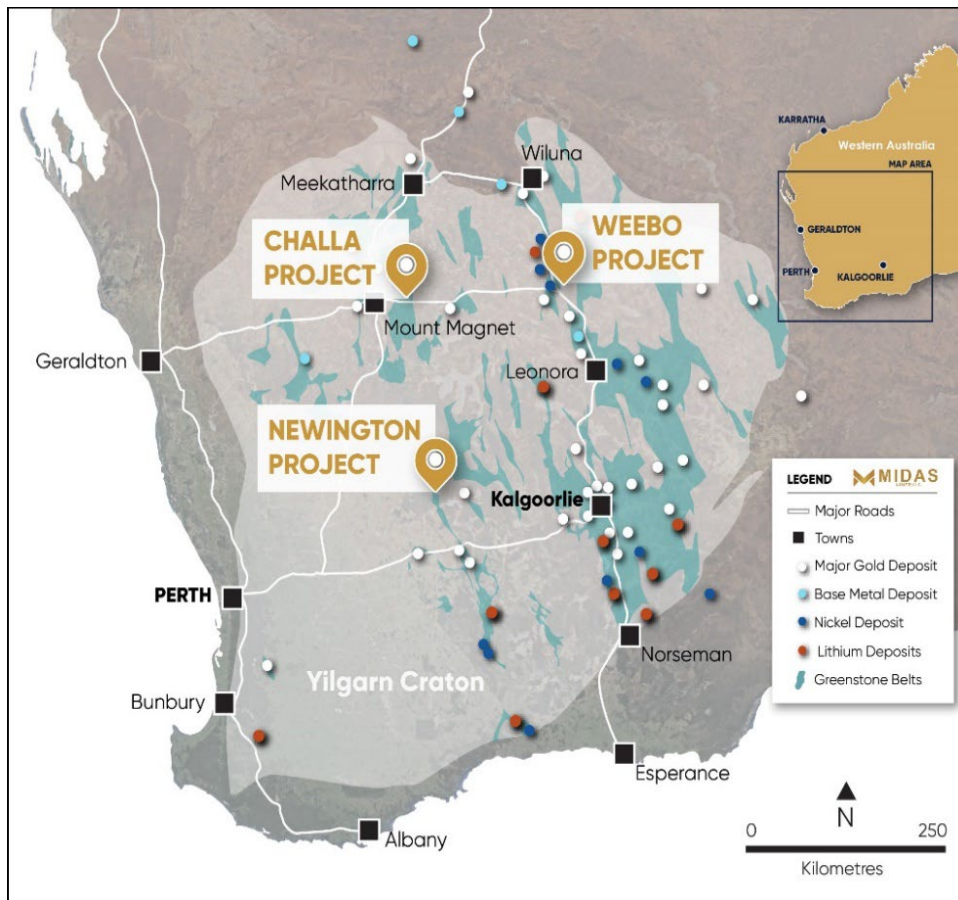 KARRATHA
Western Australia
MAP AREA
GERALDTON
PERTH
KALGOORLIE
Wiluna
Meekatharra
CHALLA
PROJECT
WEEBO
PROJECT
Mount Magnet
Geraldton
Leonora
NEWINGTON
PROJECT
Kalgoorlie
PERTH
Norseman
Yilgarn Craton
Bunbury
Esperance
Albany
LEGEND
MIDAS
Major Roads
Towns
Major Gold Deposit
Base Metal Deposit
Nickel Deposit
Lithium Deposits
Greenstone Belts
N
0 250
Kilometres